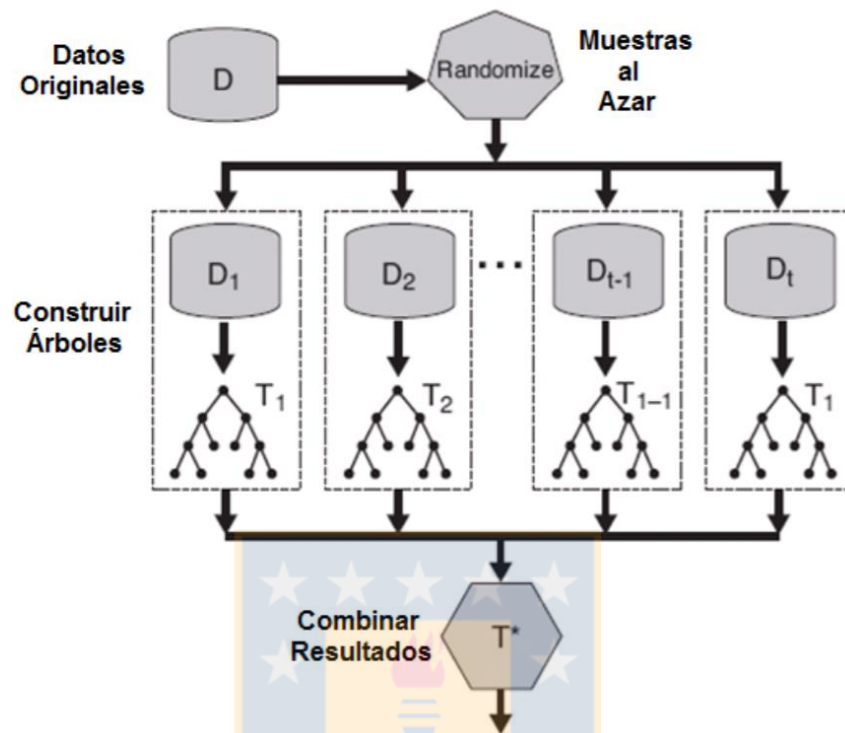 Datos
Originales
D
Randomize
Muestras
al
Azar
Construir
Árboles
D₁
D₂
...
Dₜ₋₁
Dₜ
T₁
T₂
T₁₋₁
T₁
Combinar
Resultados
T*